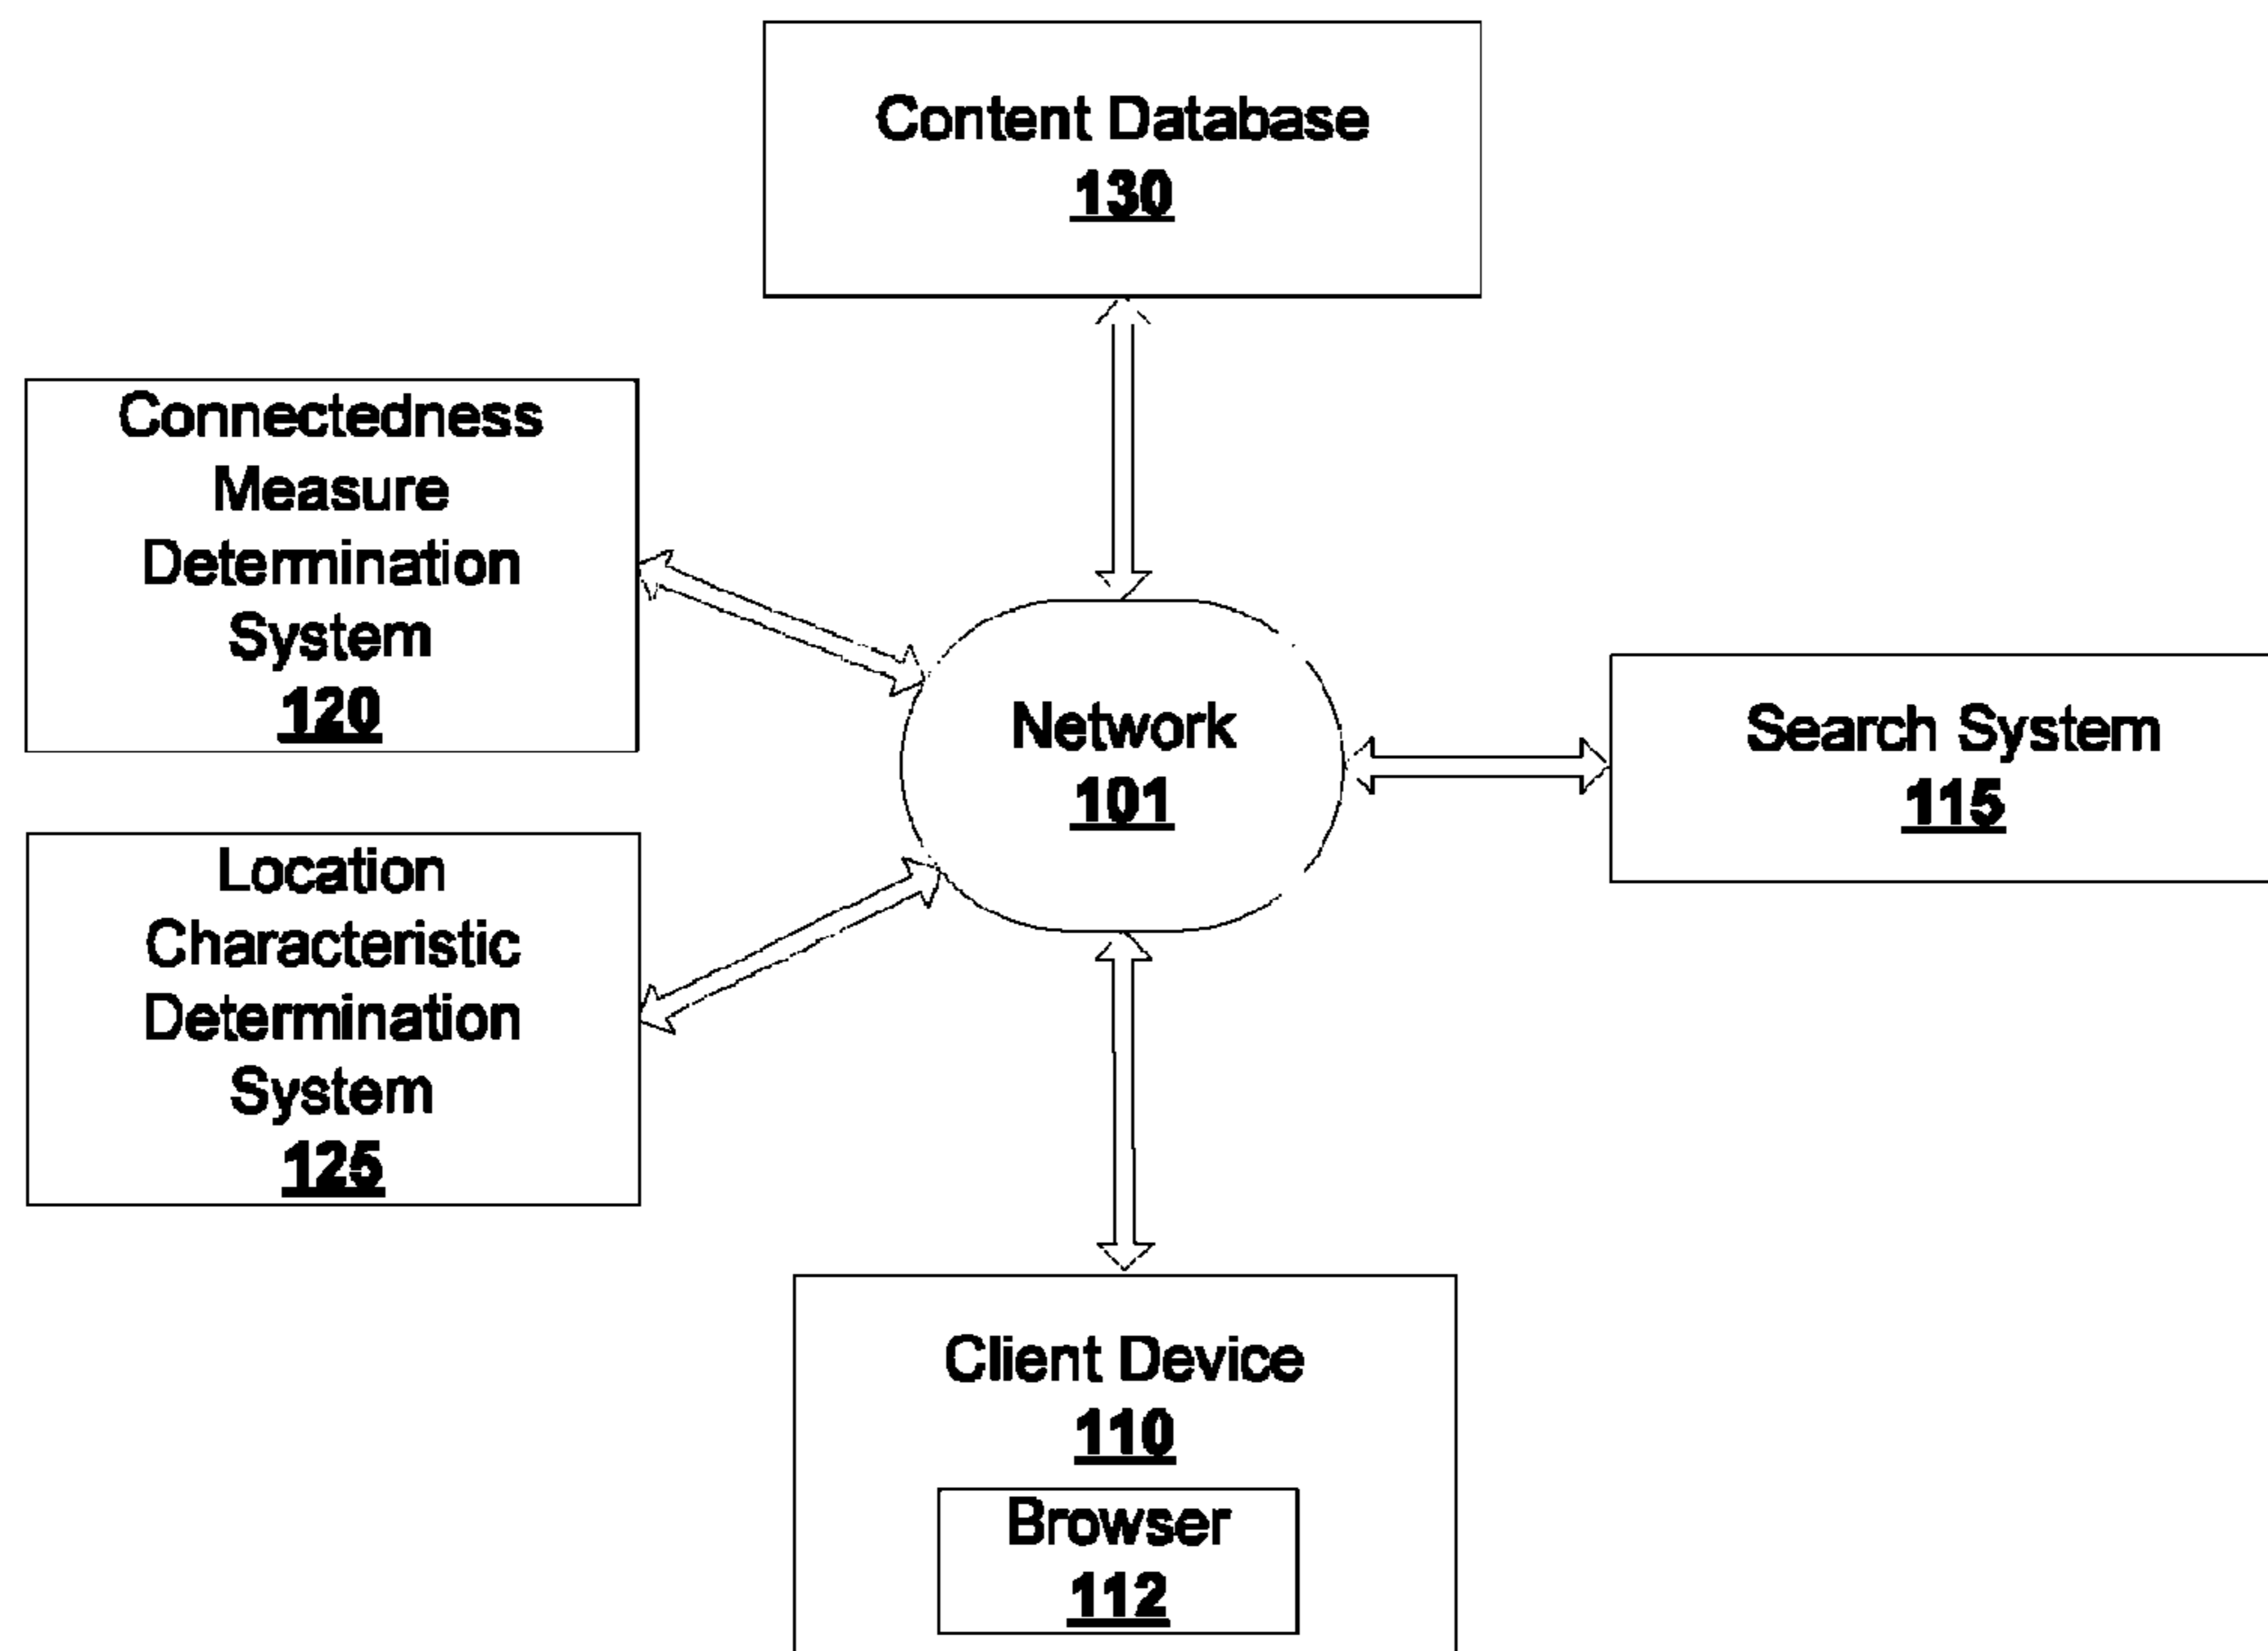 Content Database
130
Connectedness
Measure
Determination
System
120
Network
101
Search System
115
Location
Characteristic
Determination
System
125
Client Device
110
Browser
112